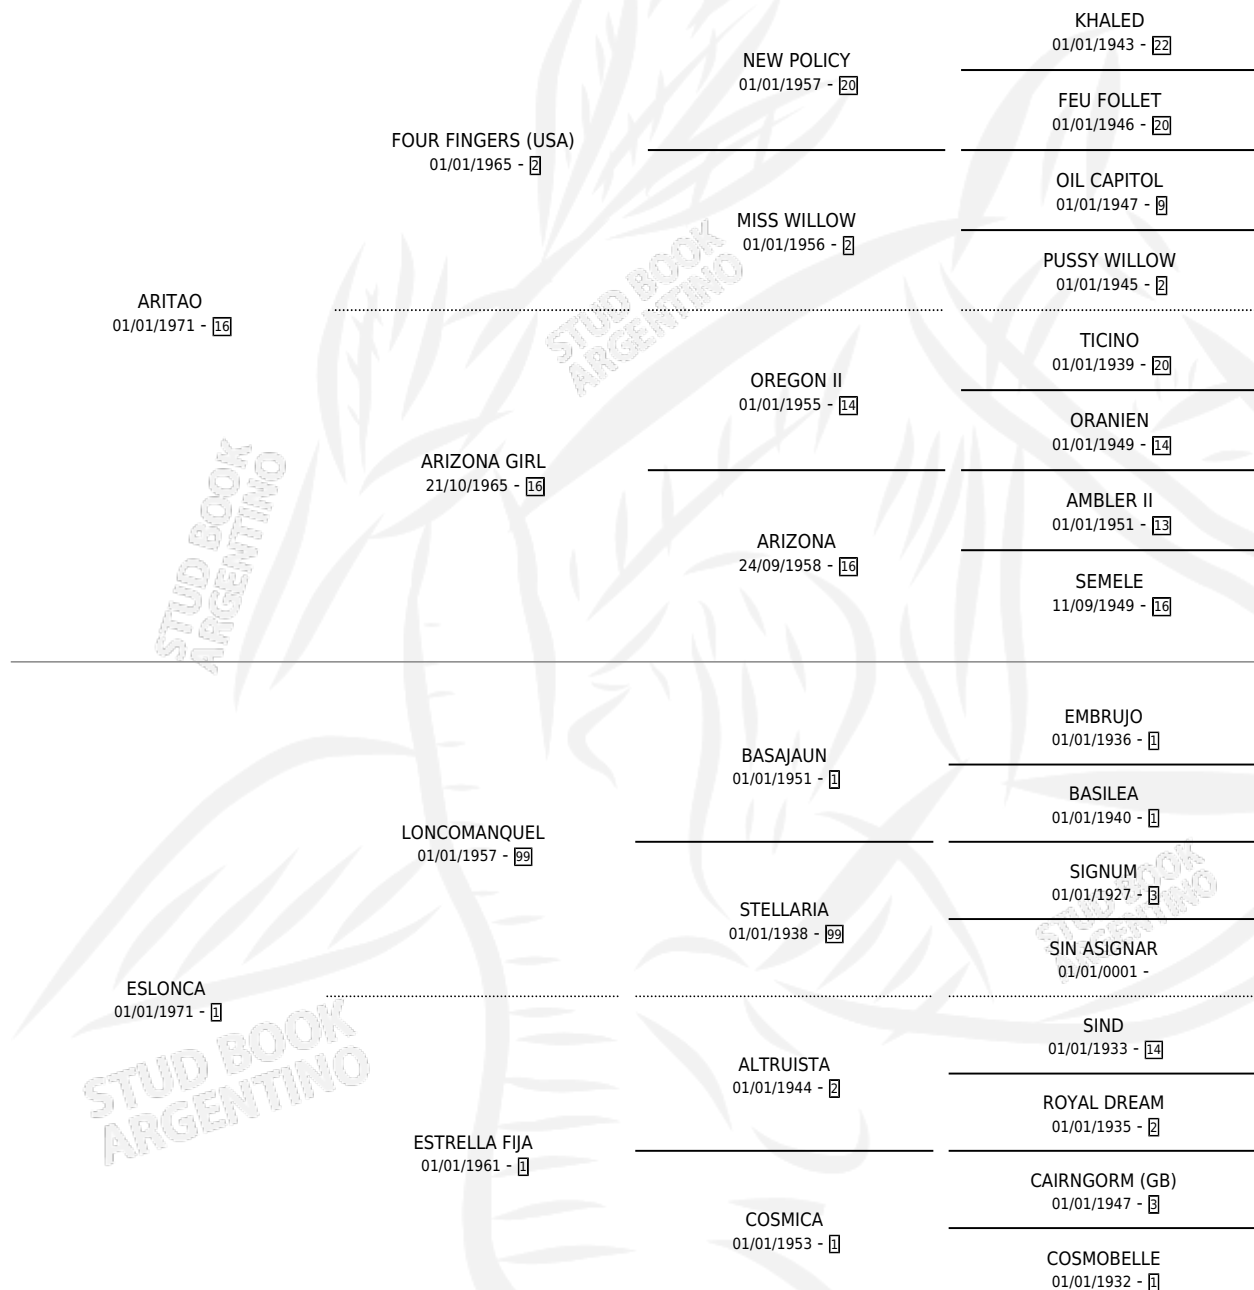 KHALED
01/01/1943 - 22
NEW POLICY
01/01/1957 - 20
FEU FOLLET
01/01/1946 - 20
FOUR FINGERS (USA)
01/01/1965 - 2
OIL CAPITOL
01/01/1947 - 9
MISS WILLOW
01/01/1956 - 2
PUSSY WILLOW
01/01/1945 - 2
ARITAO
01/01/1971 - 16
TICINO
01/01/1939 - 20
OREGON II
01/01/1955 - 14
ORANIEN
01/01/1949 - 14
ARIZONA GIRL
21/10/1965 - 16
AMBLER II
01/01/1951 - 13
ARIZONA
24/09/1958 - 16
SEMELE
11/09/1949 - 16
EMBRUJO
01/01/1936 - 1
BASAJAUN
01/01/1951 - 1
BASILEA
01/01/1940 - 1
LONCOMANQUEL
01/01/1957 - 99
SIGNUM
01/01/1927 - 3
STELLARIA
01/01/1938 - 99
SIN ASIGNAR
01/01/0001 -
ESLONCA
01/01/1971 - 1
SIND
01/01/1933 - 14
ALTRUISTA
01/01/1944 - 2
ROYAL DREAM
01/01/1935 - 2
ESTRELLA FIJA
01/01/1961 - 1
CAIRNGORM (GB)
01/01/1947 - 3
COSMICA
01/01/1953 - 1
COSMOBELLE
01/01/1932 - 1
STUD BOOK
ARGENTINO
STUD BOOK
ARGENTINO
STUD BOOK
ARGENTINO
STUD BOOK
ARGENTINO